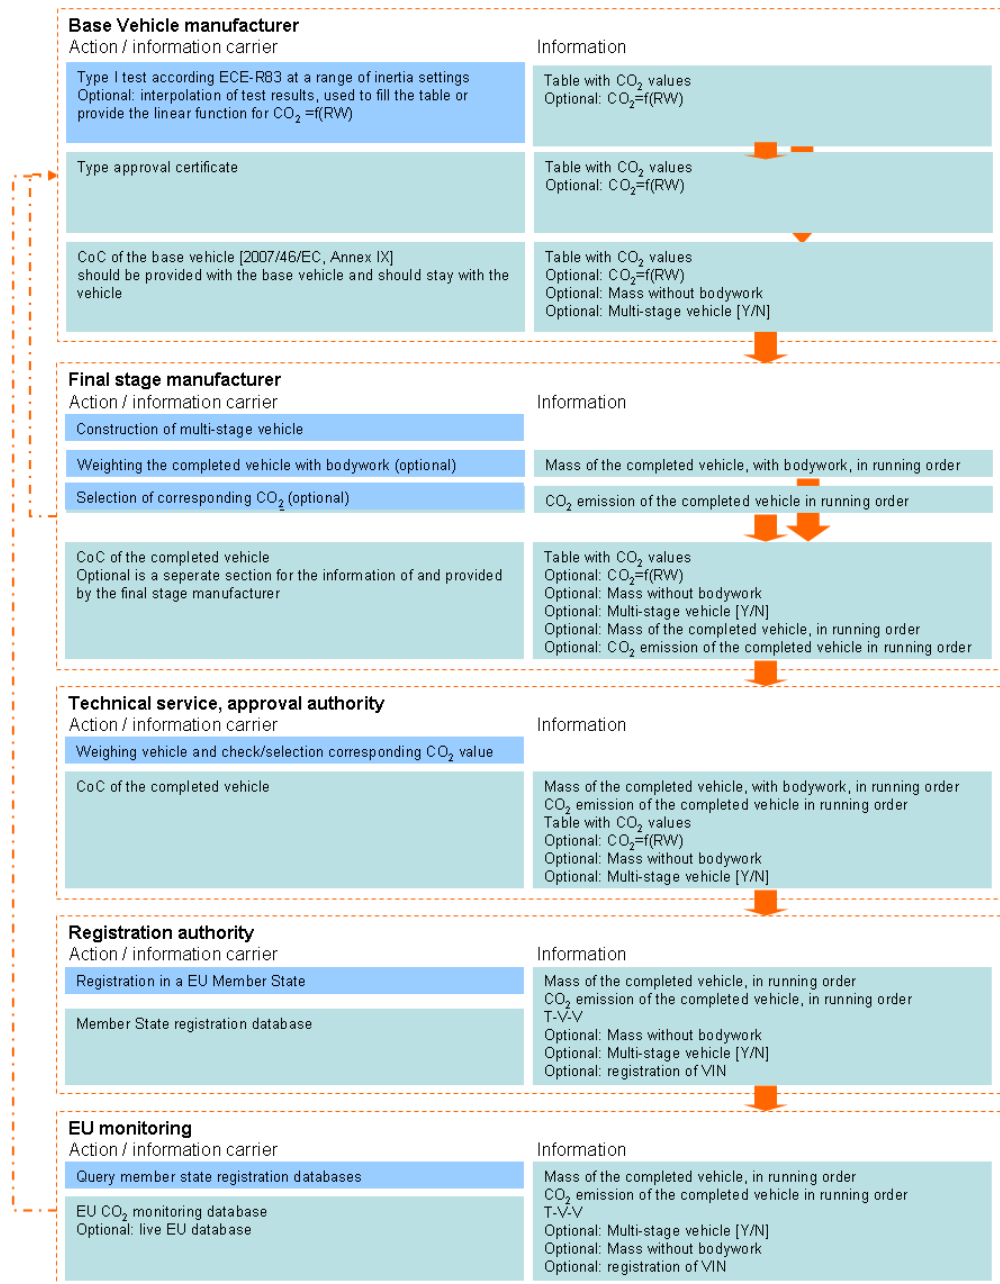 Base Vehicle manufacturer
Action / information carrier
Information
Type I test according ECE-R83 at a range of inertia settings
Optional: interpolation of test results, used to fill the table or
provide the linear function for CO2 =f(RW)
Table with CO2 values
Optional: CO2=f(RW)
Type approval certificate
Table with CO2 values
Optional: CO2=f(RW)
CoC of the base vehicle [2007/46/EC, Annex IX]
should be provided with the base vehicle and should stay with the
vehicle
Table with CO2 values
Optional: CO2=f(RW)
Optional: Mass without bodywork
Optional: Multi-stage vehicle [Y/N]
Final stage manufacturer
Action / information carrier
Information
Construction of multi-stage vehicle
Weighting the completed vehicle with bodywork (optional)
Mass of the completed vehicle, with bodywork, in running order
Selection of corresponding CO2 (optional)
CO2 emission of the completed vehicle in running order
CoC of the completed vehicle
Optional is a seperate section for the information of and provided
by the final stage manufacturer
Table with CO2 values
Optional: CO2=f(RW)
Optional: Mass without bodywork
Optional: Multi-stage vehicle [Y/N]
Optional: Mass of the completed vehicle, in running order
Optional: CO2 emission of the completed vehicle in running order
Technical service, approval authority
Action / information carrier
Information
Weighing vehicle and check/selection corresponding CO2 value
CoC of the completed vehicle
Mass of the completed vehicle, with bodywork, in running order
CO2 emission of the completed vehicle in running order
Table with CO2 values
Optional: CO2=f(RW)
Optional: Mass without bodywork
Optional: Multi-stage vehicle [Y/N]
Registration authority
Action / information carrier
Information
Registration in a EU Member State
Member State registration database
Mass of the completed vehicle, in running order
CO2 emission of the completed vehicle, in running order
T-V-V
Optional: Mass without bodywork
Optional: Multi-stage vehicle [Y/N]
Optional: registration of VIN
EU monitoring
Action / information carrier
Information
Query member state registration databases
EU CO2 monitoring database
Optional: live EU database
Mass of the completed vehicle, in running order
CO2 emission of the completed vehicle in running order
T-V-V
Optional: Multi-stage vehicle [Y/N]
Optional: Mass without bodywork
Optional: registration of VIN